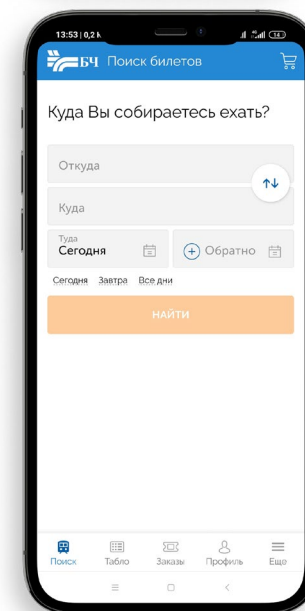 13:53 | 0,2 k
14
БЧ Поиск билетов
Куда Вы собираетесь ехать?
Откуда
Куда
Туда
Сегодня
Обратно
Сегодня Завтра Все дни
НАЙТИ
Поиск Табло Заказы Профиль Еще